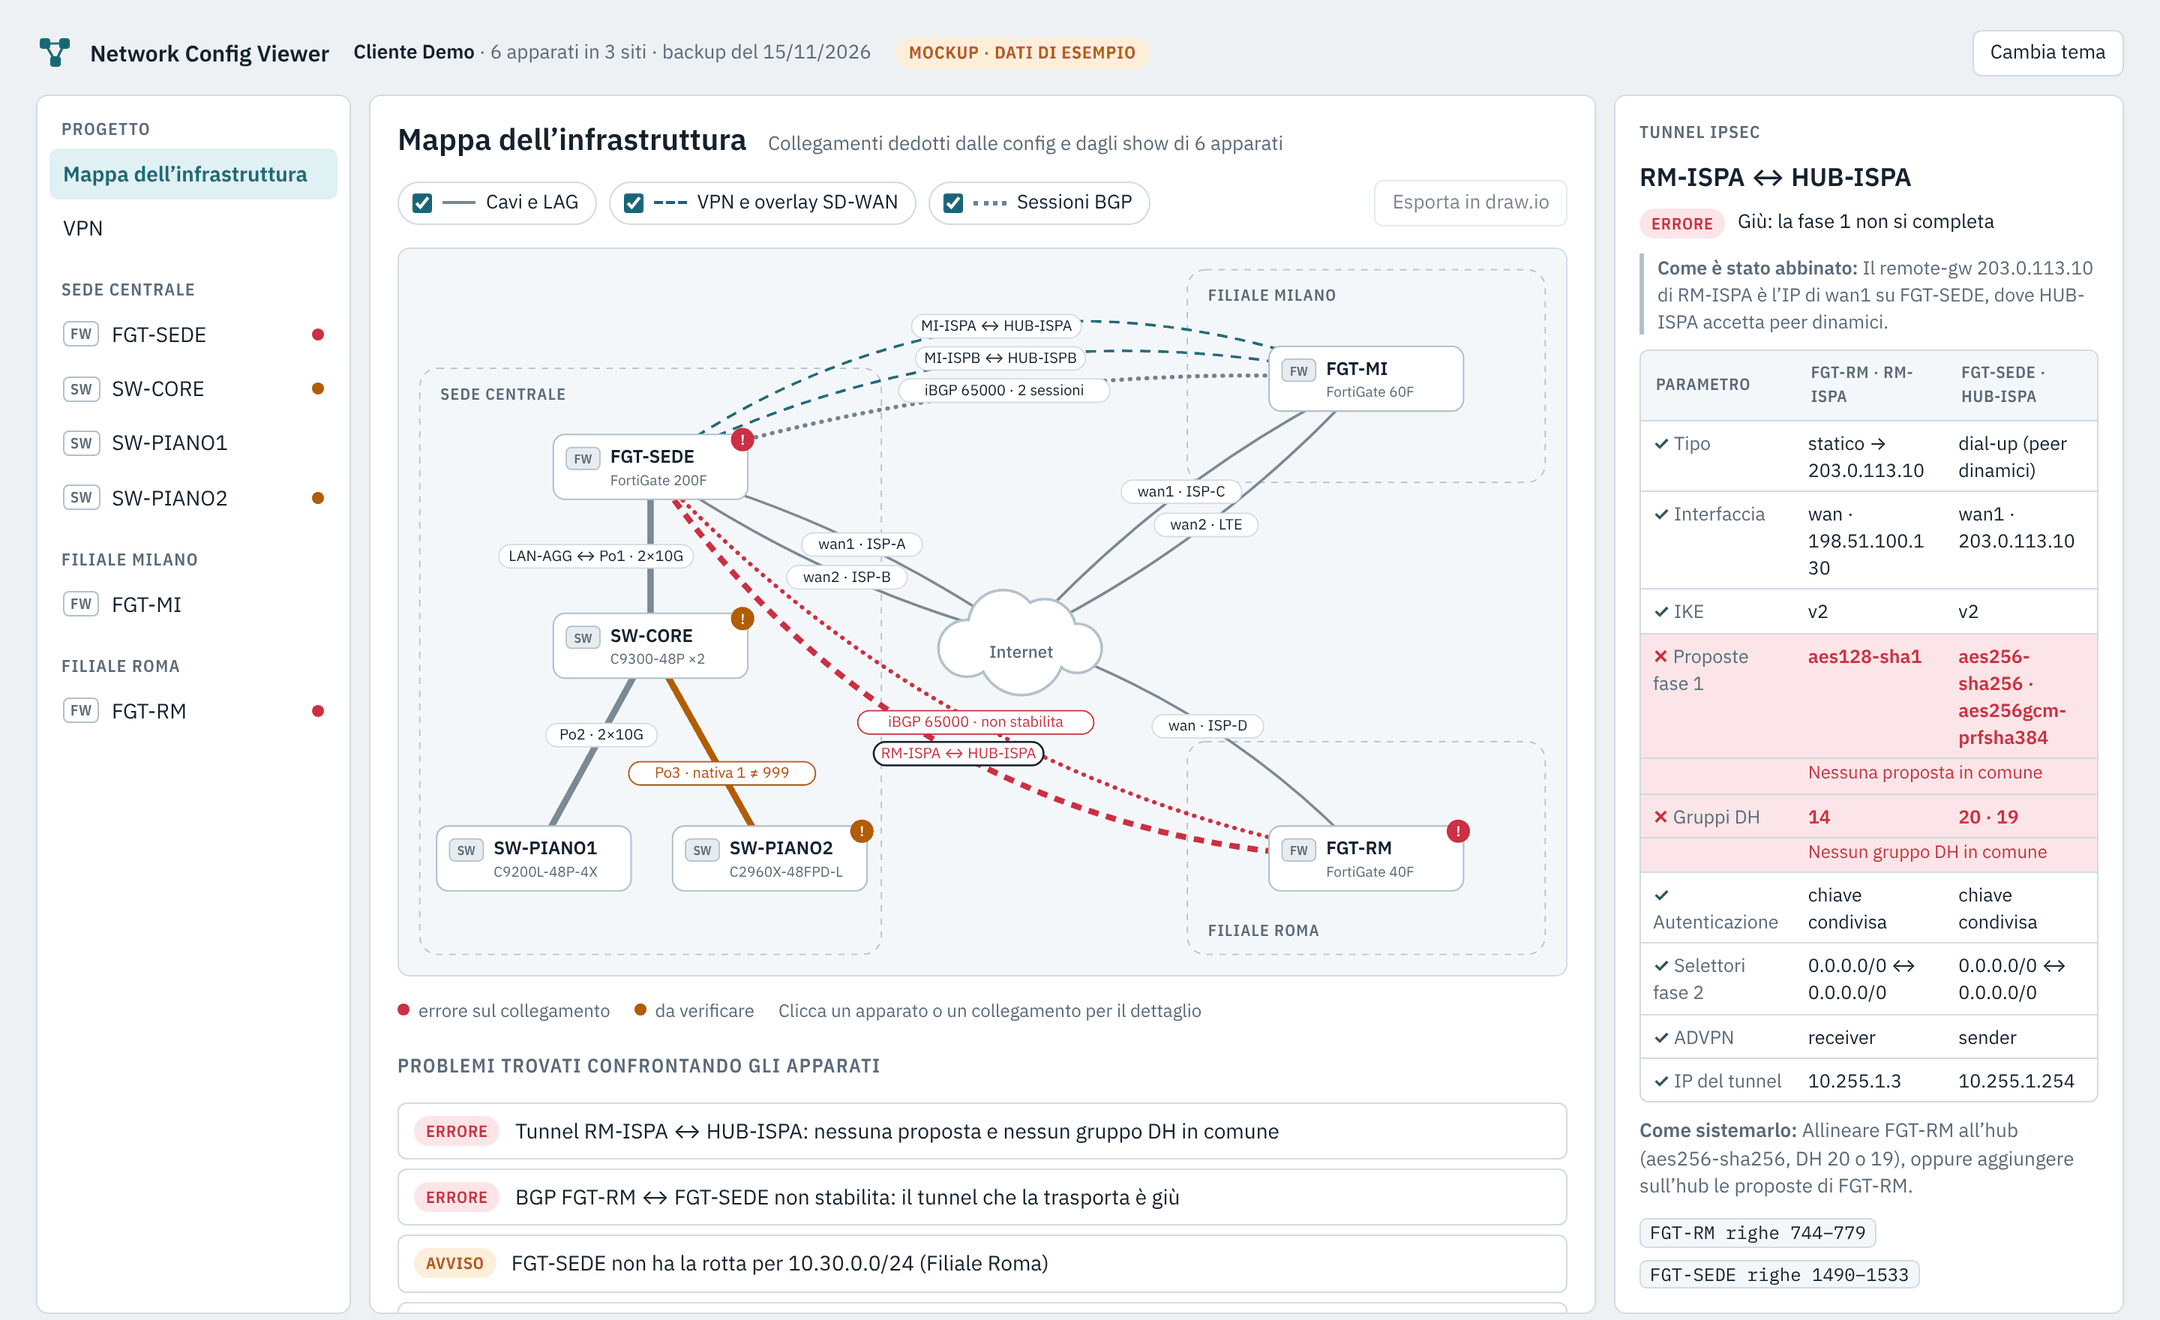 Network Config Viewer
Cliente Demo · 6 apparati in 3 siti · backup del 15/11/2026
MOCKUP · DATI DI ESEMPIO
Cambia tema
PROGETTO
Mappa dell’infrastruttura
VPN
SEDE CENTRALE
FW FGT-SEDE
SW SW-CORE
SW SW-PIANO1
SW SW-PIANO2
FILIALE MILANO
FW FGT-MI
FILIALE ROMA
FW FGT-RM
Mappa dell’infrastruttura
Collegamenti dedotti dalle config e dagli show di 6 apparati
Cavi e LAG
VPN e overlay SD-WAN
Sessioni BGP
Esporta in draw.io
FILIALE MILANO
MI-ISPA ↔ HUB-ISPA
MI-ISPB ↔ HUB-ISPB
iBGP 65000 · 2 sessioni
FW FGT-MI
FortiGate 60F
SEDE CENTRALE
FW FGT-SEDE
FortiGate 200F
!
wan1 · ISP-C
wan2 · LTE
wan1 · ISP-A
wan2 · ISP-B
LAN-AGG ↔ Po1 · 2×10G
SW SW-CORE
C9300-48P ×2
!
Internet
iBGP 65000 · non stabilita
RM-ISPA ↔ HUB-ISPA
wan · ISP-D
Po2 · 2×10G
Po3 · nativa 1 ≠ 999
SW SW-PIANO1
C9200L-48P-4X
SW SW-PIANO2
C2960X-48FPD-L
!
FW FGT-RM
FortiGate 40F
!
FILIALE ROMA
errore sul collegamento
da verificare
Clicca un apparato o un collegamento per il dettaglio
PROBLEMI TROVATI CONFRONTANDO GLI APPARATI
ERRORE Tunnel RM-ISPA ↔ HUB-ISPA: nessuna proposta e nessun gruppo DH in comune
ERRORE BGP FGT-RM ↔ FGT-SEDE non stabilita: il tunnel che la trasporta è giù
AVVISO FGT-SEDE non ha la rotta per 10.30.0.0/24 (Filiale Roma)
TUNNEL IPSEC
RM-ISPA ↔ HUB-ISPA
ERRORE Giù: la fase 1 non si completa
Come è stato abbinato: Il remote-gw 203.0.113.10
di RM-ISPA è l’IP di wan1 su FGT-SEDE, dove HUB-
ISPA accetta peer dinamici.
PARAMETRO
FGT-RM · RM-
ISPA
FGT-SEDE ·
HUB-ISPA
✓ Tipo
statico →
203.0.113.10
dial-up (peer
dinamici)
✓ Interfaccia
wan ·
198.51.100.1
30
wan1 ·
203.0.113.10
✓ IKE
v2
v2
✕ Proposte
fase 1
aes128-sha1
aes256-
sha256 ·
aes256gcm-
prfsha384
Nessuna proposta in comune
✕ Gruppi DH
14
20 · 19
Nessun gruppo DH in comune
✓
Autenticazione
chiave
condivisa
chiave
condivisa
✓ Selettori
fase 2
0.0.0.0/0 ↔
0.0.0.0/0
0.0.0.0/0 ↔
0.0.0.0/0
✓ ADVPN
receiver
sender
✓ IP del tunnel
10.255.1.3
10.255.1.254
Come sistemarlo: Allineare FGT-RM all’hub
(aes256-sha256, DH 20 o 19), oppure aggiungere
sull’hub le proposte di FGT-RM.
FGT-RM righe 744–779
FGT-SEDE righe 1490–1533